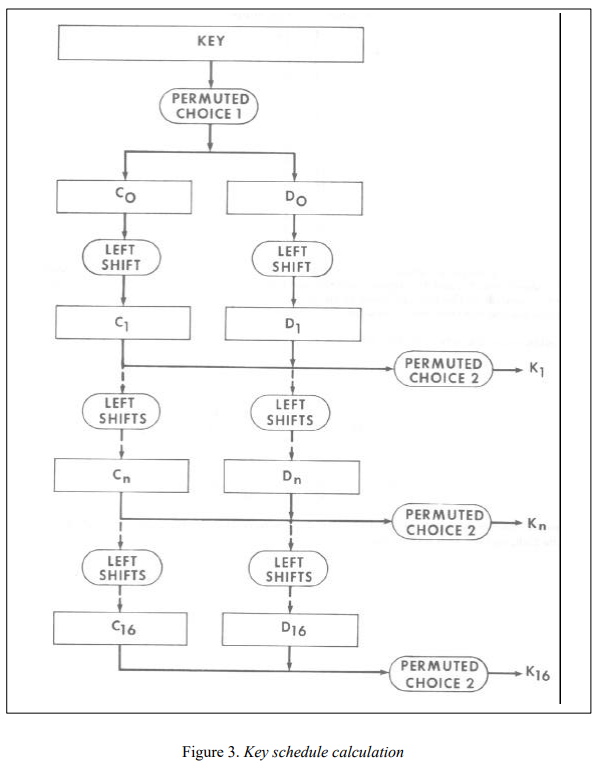 KEY
PERMUTED
CHOICE 1
C0
D0
LEFT
SHIFT
LEFT
SHIFT
C1
D1
PERMUTED
CHOICE 2
K1
LEFT
SHIFTS
LEFT
SHIFTS
Cn
Dn
PERMUTED
CHOICE 2
Kn
LEFT
SHIFTS
LEFT
SHIFTS
C16
D16
PERMUTED
CHOICE 2
K16
Figure 3. Key schedule calculation